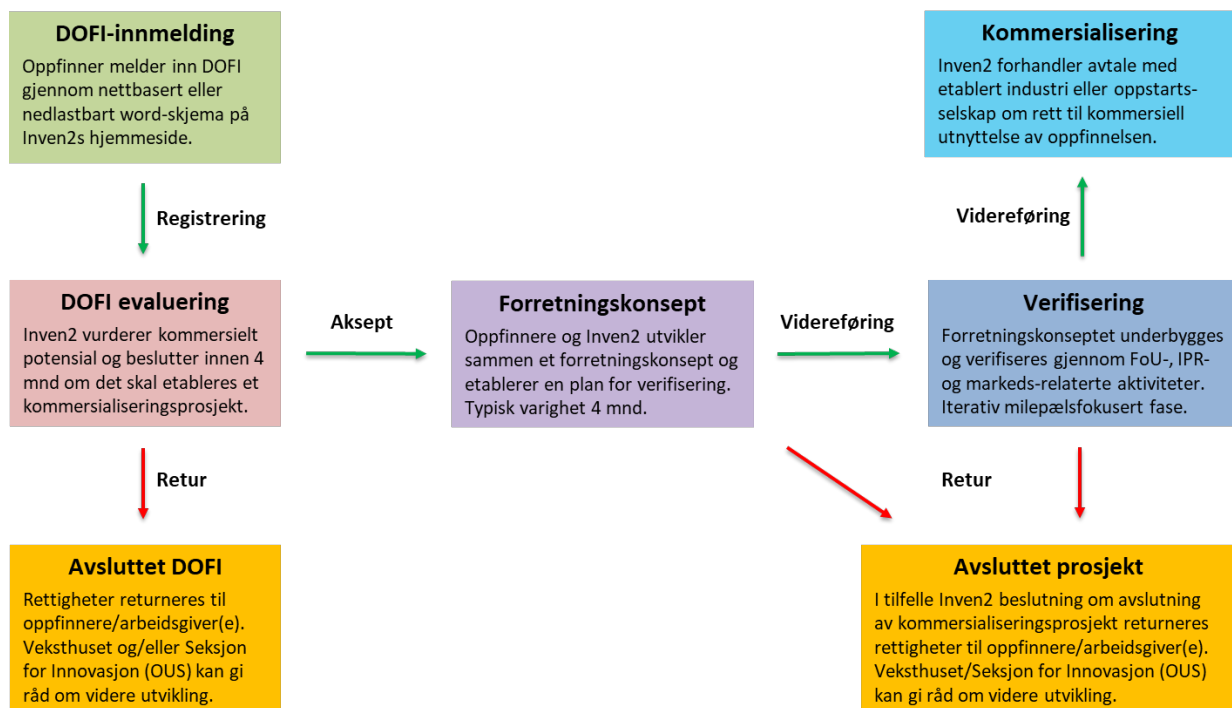 DOFI-innmelding
Oppfinner melder inn DOFI
gjennom nettbasert eller
nedlastbart word-skjema på
Inven2s hjemmeside.
Kommersialisering
Inven2 forhandler avtale med
etablert industri eller oppstarts-
selskap om rett til kommersiell
utnyttelse av oppfinnelsen.
Registrering
Videreføring
DOFI evaluering
Inven2 vurderer kommersielt
potensial og beslutter innen 4
mnd om det skal etableres et
kommersialiseringsprosjekt.
Aksept
Forretningskonsept
Oppfinnere og Inven2 utvikler
sammen et forretningskonsept og
etablerer en plan for verifisering.
Typisk varighet 4 mnd.
Videreføring
Verifisering
Forretningskonseptet underbygges
og verifiseres gjennom FoU-, IPR-
og markeds-relaterte aktiviteter.
Iterativ milepælsfokusert fase.
Retur
Retur
Avsluttet DOFI
Rettigheter returneres til
oppfinnere/arbeidsgiver(e).
Veksthuset og/eller Seksjon
for Innovasjon (OUS) kan gi
råd om videre utvikling.
Avsluttet prosjekt
I tilfelle Inven2 beslutning om avslutning
av kommersialiseringsprosjekt returneres
rettigheter til oppfinnere/arbeidsgiver(e).
Veksthuset/Seksjon for Innovasjon (OUS)
kan gi råd om videre utvikling.